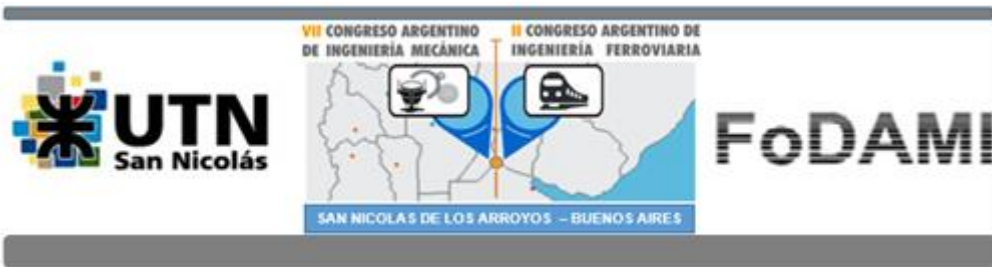 UTN
San Nicolás
VII CONGRESO ARGENTINO
DE INGENIERÍA MECÁNICA
II CONGRESO ARGENTINO DE
INGENIERÍA FERROVIARIA
SAN NICOLAS DE LOS ARROYOS – BUENOS AIRES
FoDAMI